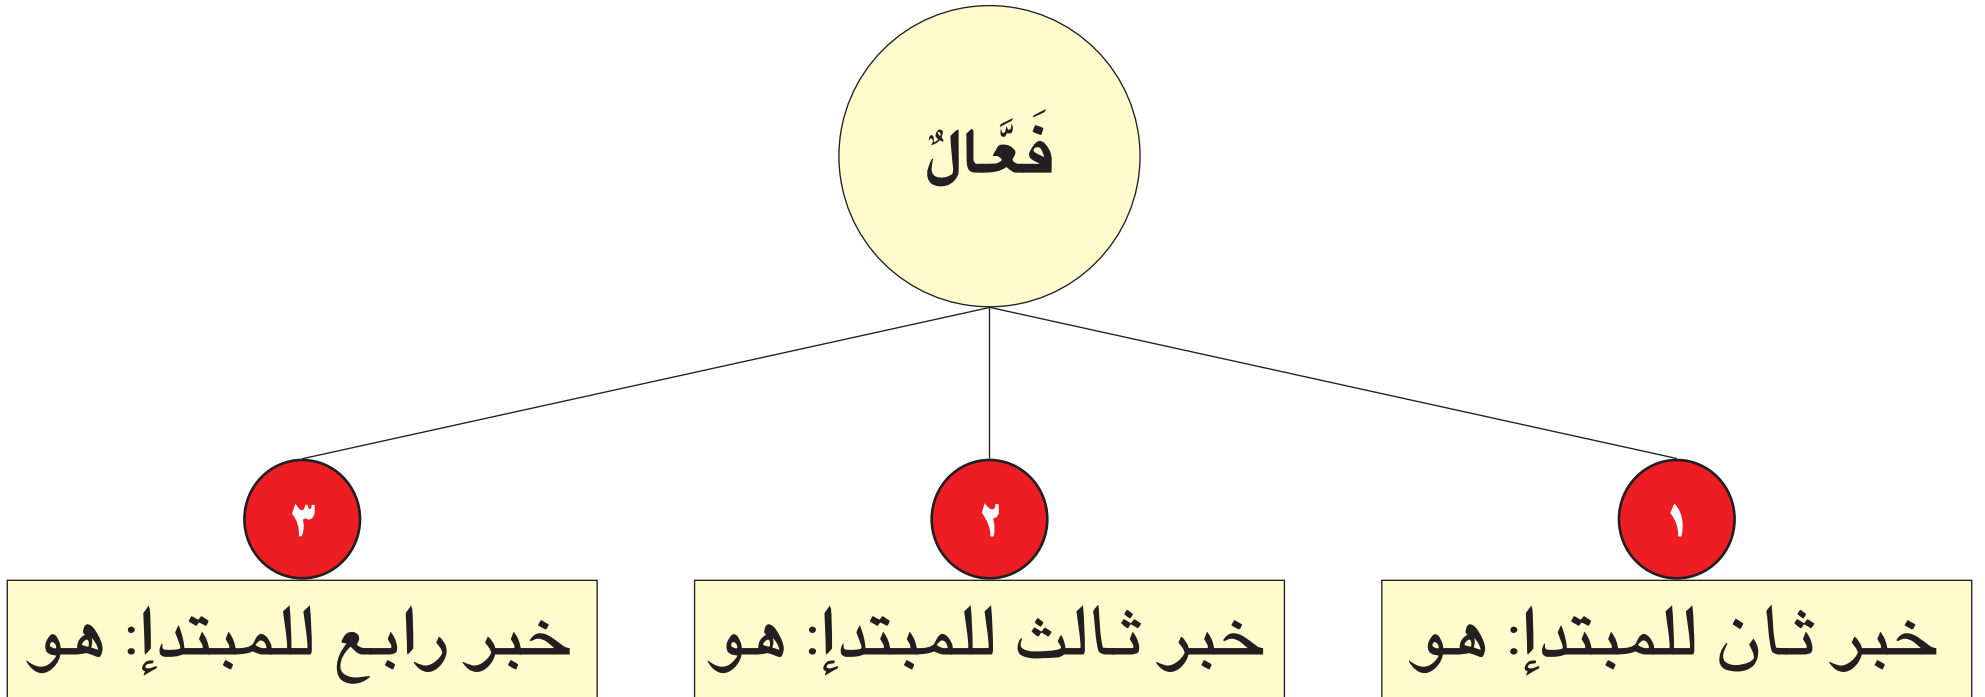 فَعَّالٌ
١
خبر ثان للمبتدإ: هو
٢
خبر ثالث للمبتدإ: هو
٣
خبر رابع للمبتدإ: هو